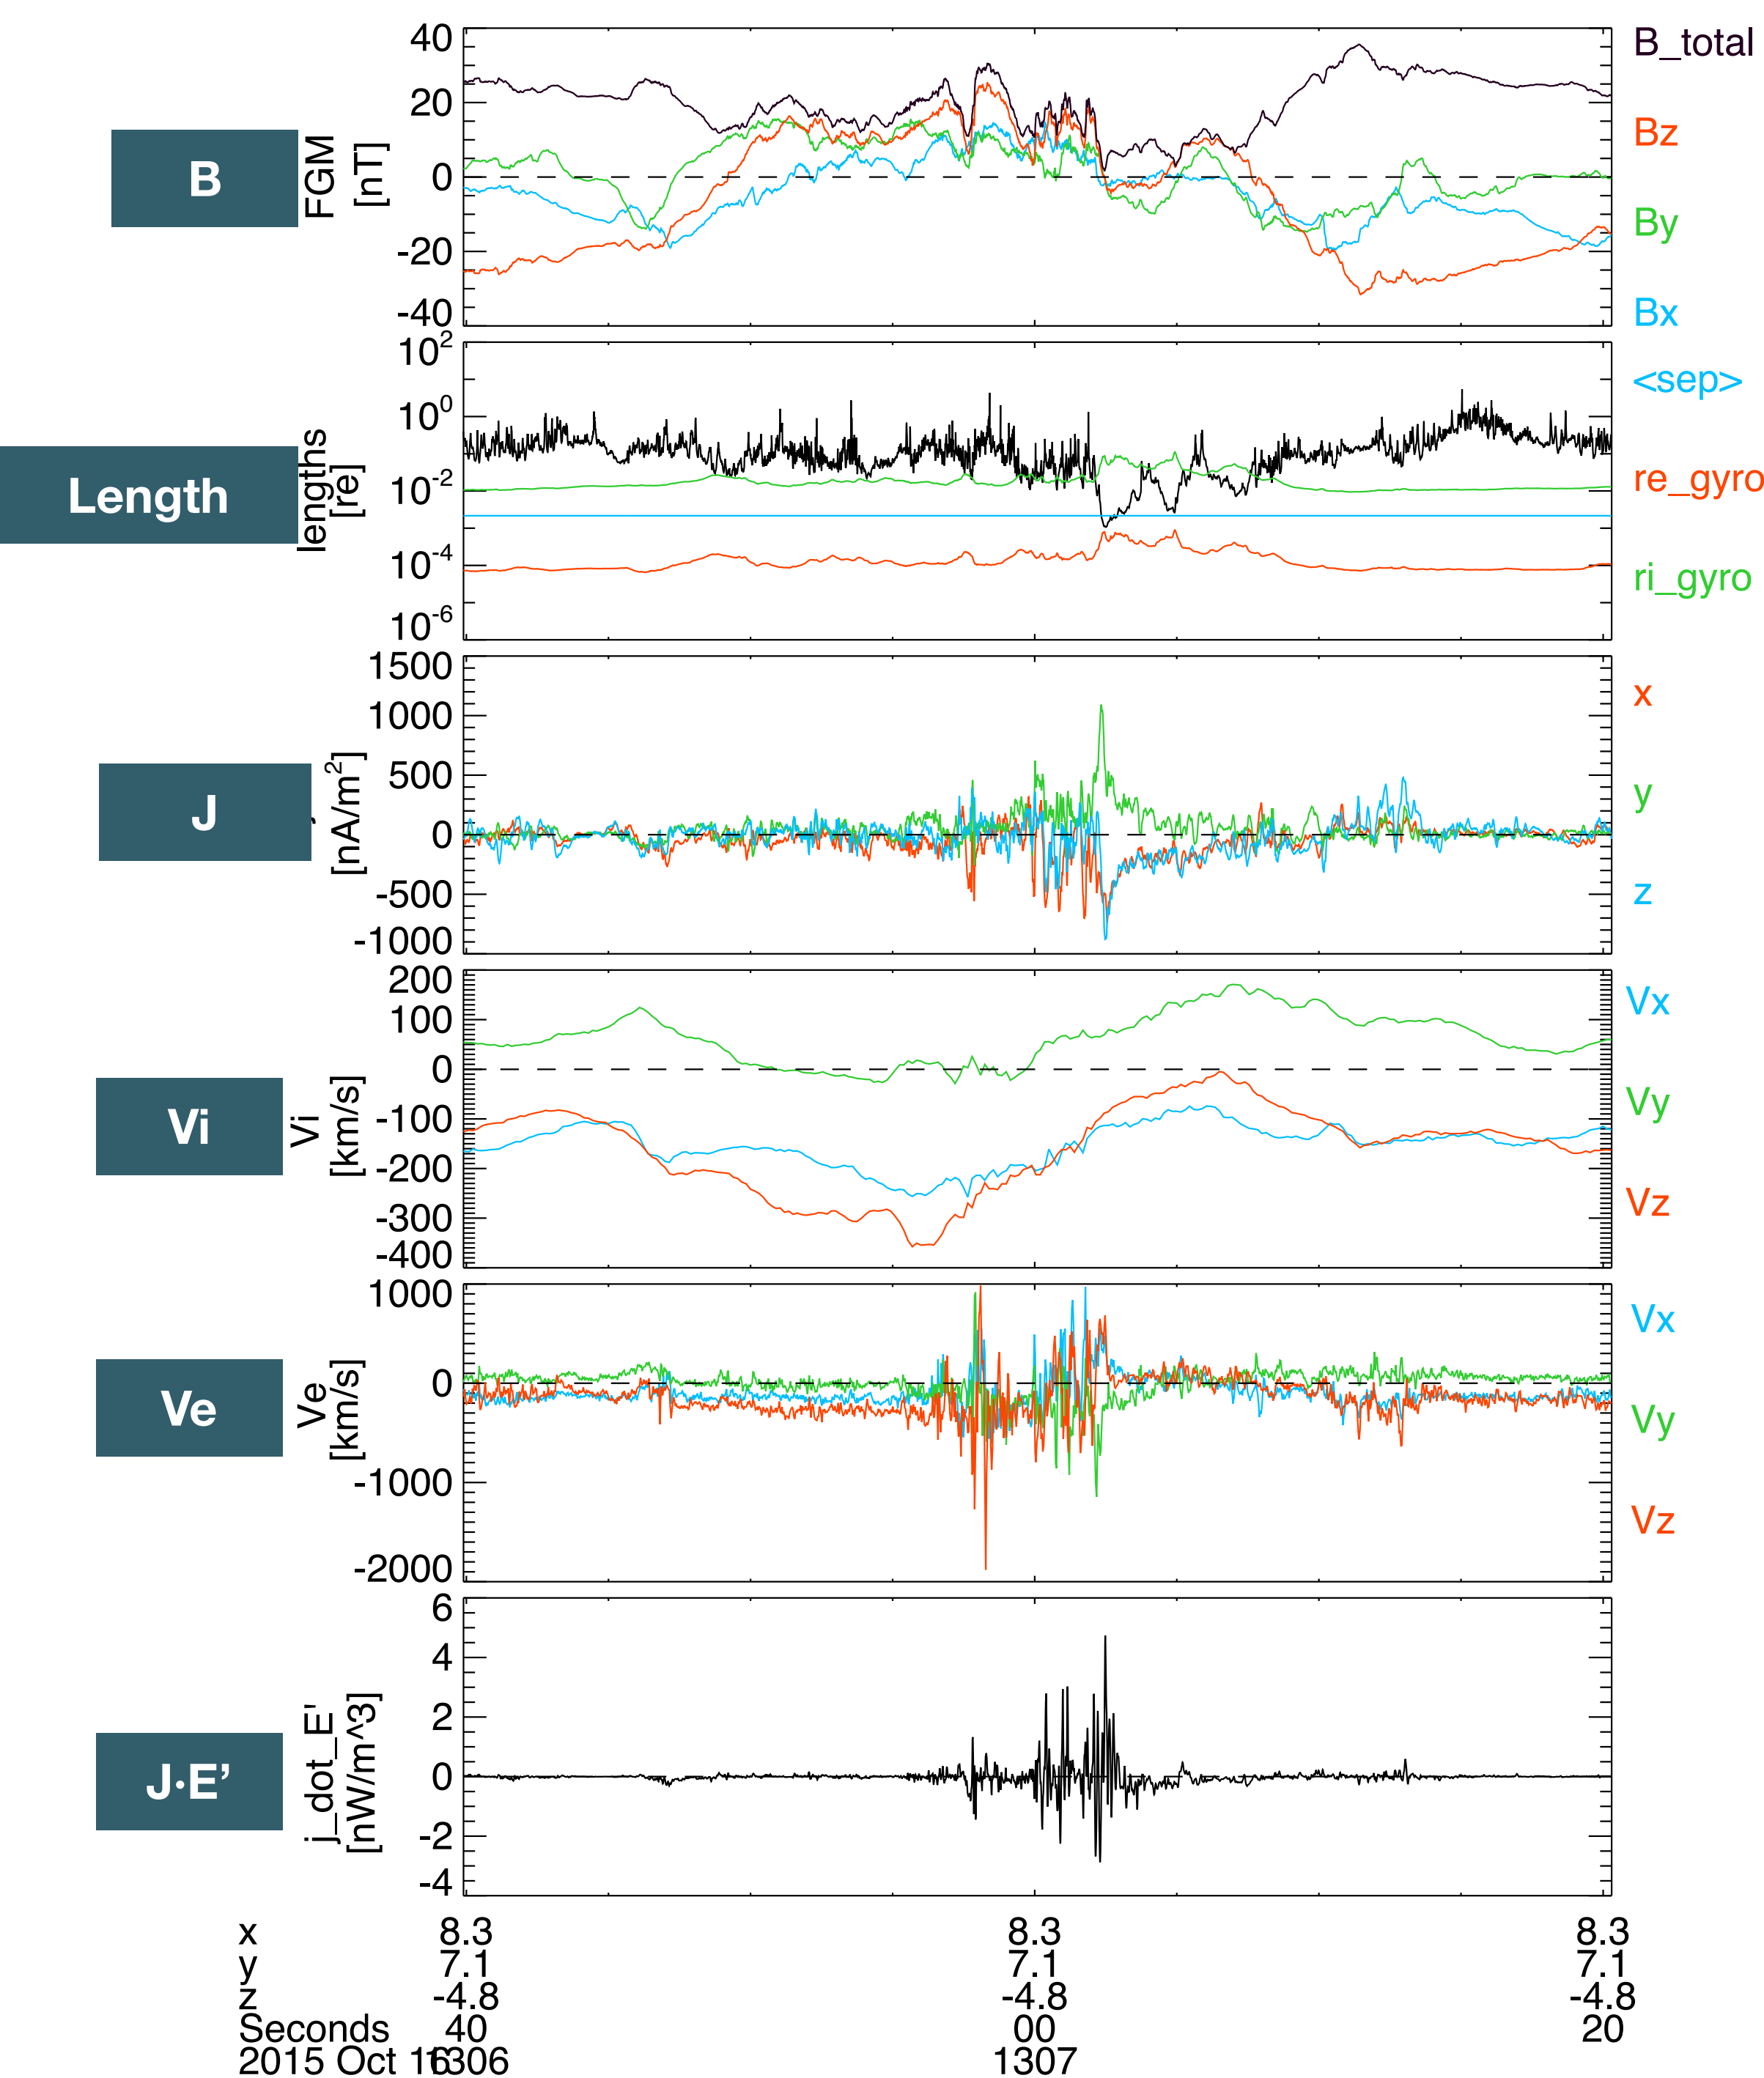 B
FGM
[nT]
40
20
0
-20
-40
B_total
Bz
By
Bx
Length
lengths
[re]
10^2
10^0
10^-2
10^-4
10^-6
<sep>
re_gyro
ri_gyro
J
[nA/m^2]
1500
1000
500
0
-500
-1000
x
y
z
Vi
Vi
[km/s]
200
100
0
-100
-200
-300
-400
Vx
Vy
Vz
Ve
Ve
[km/s]
1000
0
-1000
-2000
Vx
Vy
Vz
J·E’
j_dot_E'
[nW/m^3]
6
4
2
0
-2
-4
x 8.3 8.3 8.3
y 7.1 7.1 7.1
z -4.8 -4.8 -4.8
Seconds 40 00 20
2015 Oct 16 1306 1307